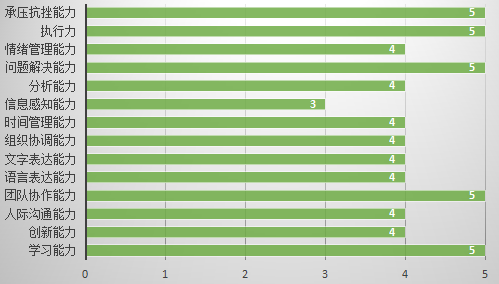 承压抗挫能力 5
执行力 5
情绪管理能力 4
问题解决能力 5
分析能力 4
信息感知能力 3
时间管理能力 4
组织协调能力 4
文字表达能力 4
语言表达能力 4
团队协作能力 5
人际沟通能力 4
创新能力 4
学习能力 5
0 1 2 3 4 5